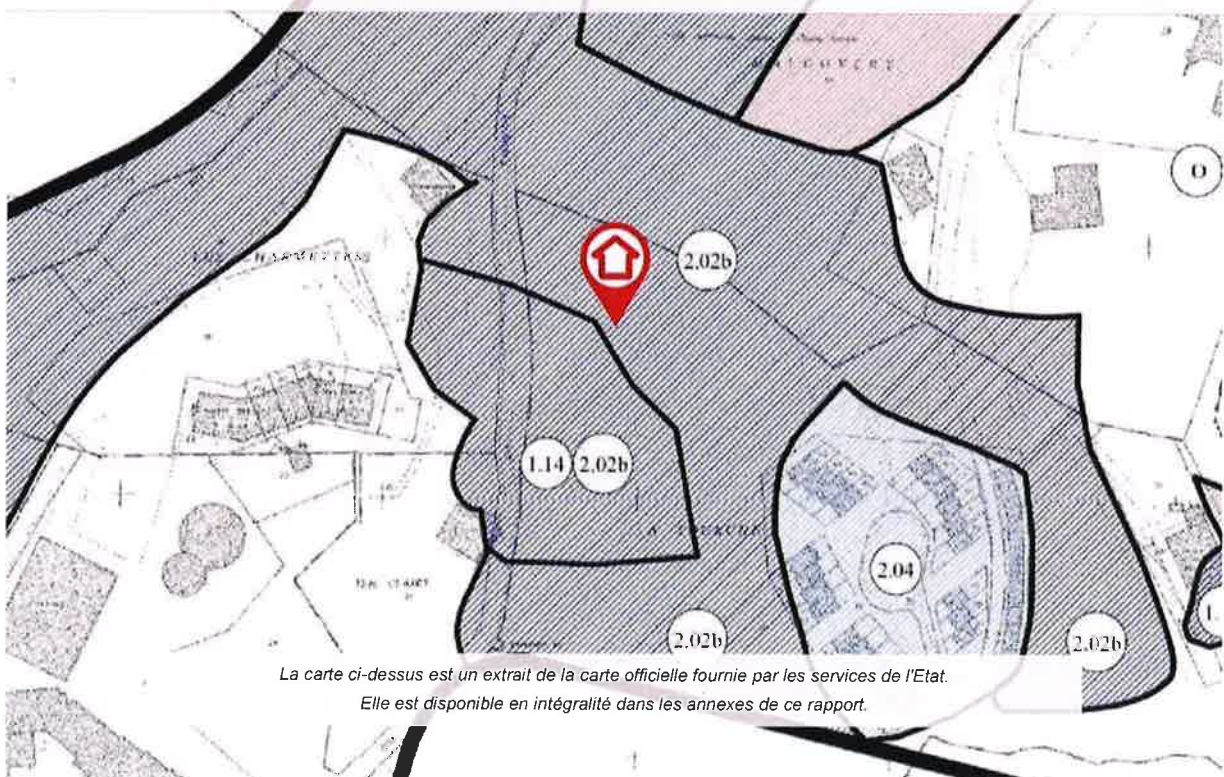 O
2.02b
1.14
2.02b
2.04
2.02b
2.02b
1.
La carte ci-dessus est un extrait de la carte officielle fournie par les services de l'Etat.
Elle est disponible en intégralité dans les annexes de ce rapport.